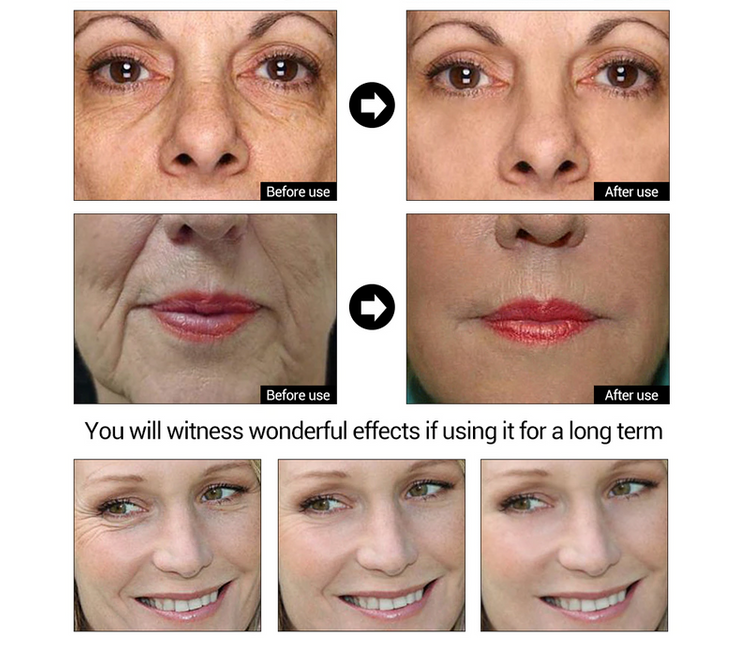 Before use
After use
Before use
After use
You will witness wonderful effects if using it for a long term